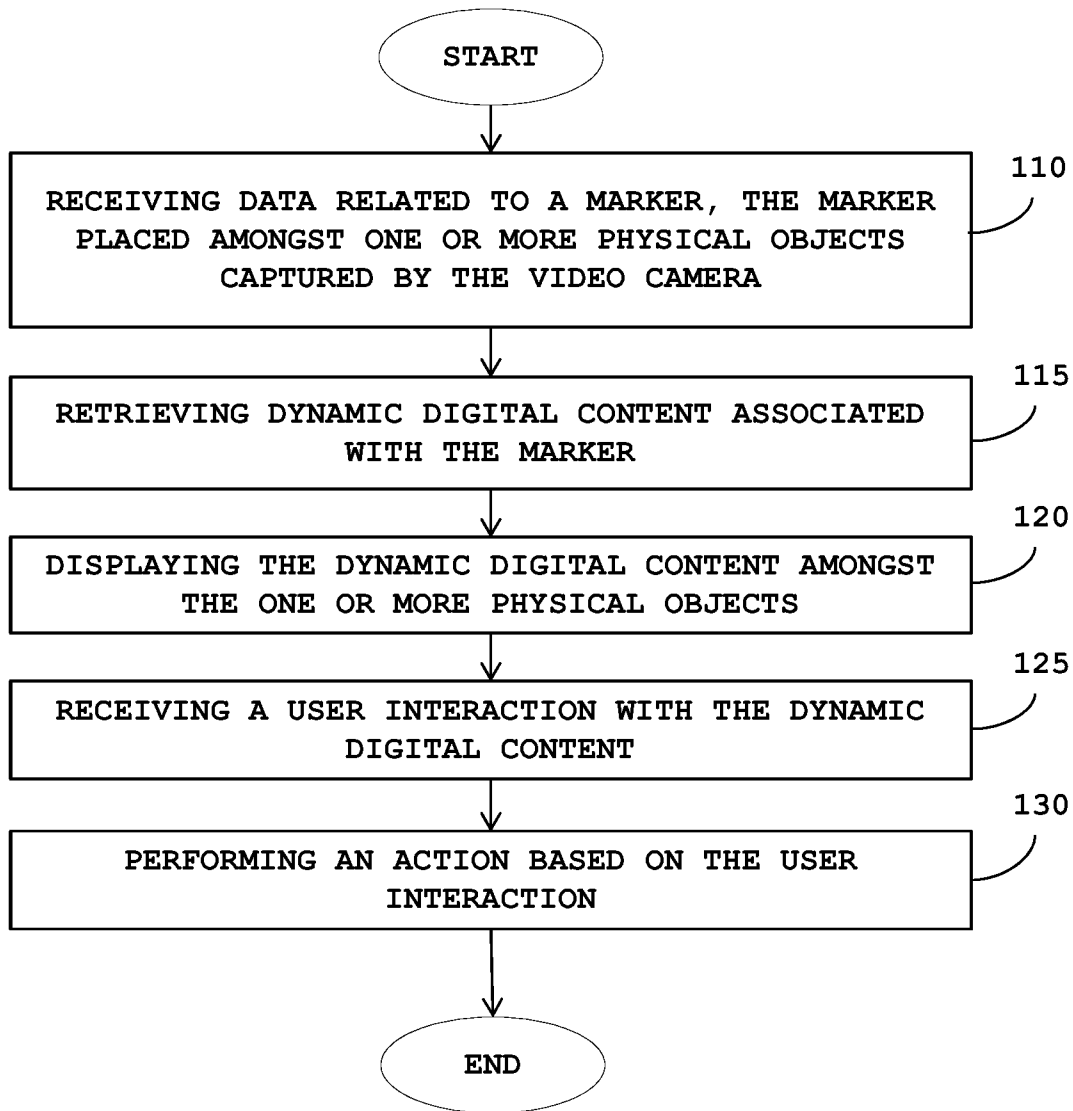 START
110
RECEIVING DATA RELATED TO A MARKER, THE MARKER
PLACED AMONGST ONE OR MORE PHYSICAL OBJECTS
CAPTURED BY THE VIDEO CAMERA
115
RETRIEVING DYNAMIC DIGITAL CONTENT ASSOCIATED
WITH THE MARKER
120
DISPLAYING THE DYNAMIC DIGITAL CONTENT AMONGST
THE ONE OR MORE PHYSICAL OBJECTS
125
RECEIVING A USER INTERACTION WITH THE DYNAMIC
DIGITAL CONTENT
130
PERFORMING AN ACTION BASED ON THE USER
INTERACTION
END